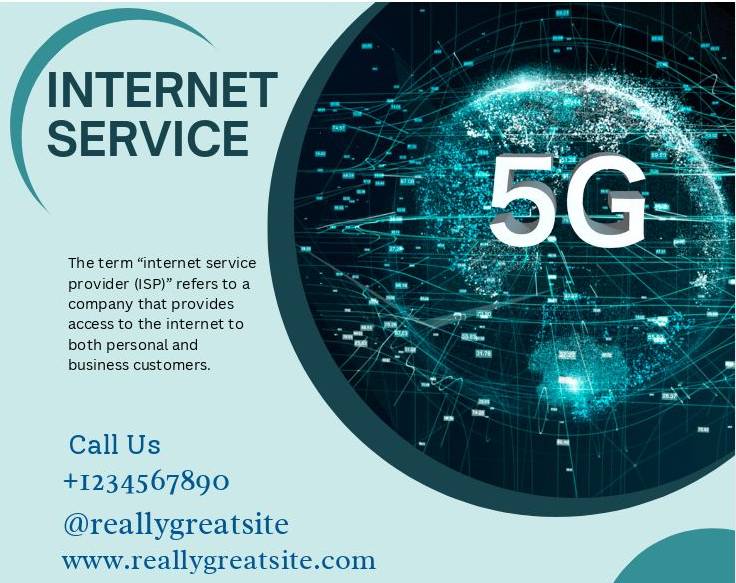 INTERNET
SERVICE
5G
The term “internet service
provider (ISP)” refers to a
company that provides
access to the internet to
both personal and
business customers.
Call Us
+1234567890
@reallygreatsite
www.reallygreatsite.com